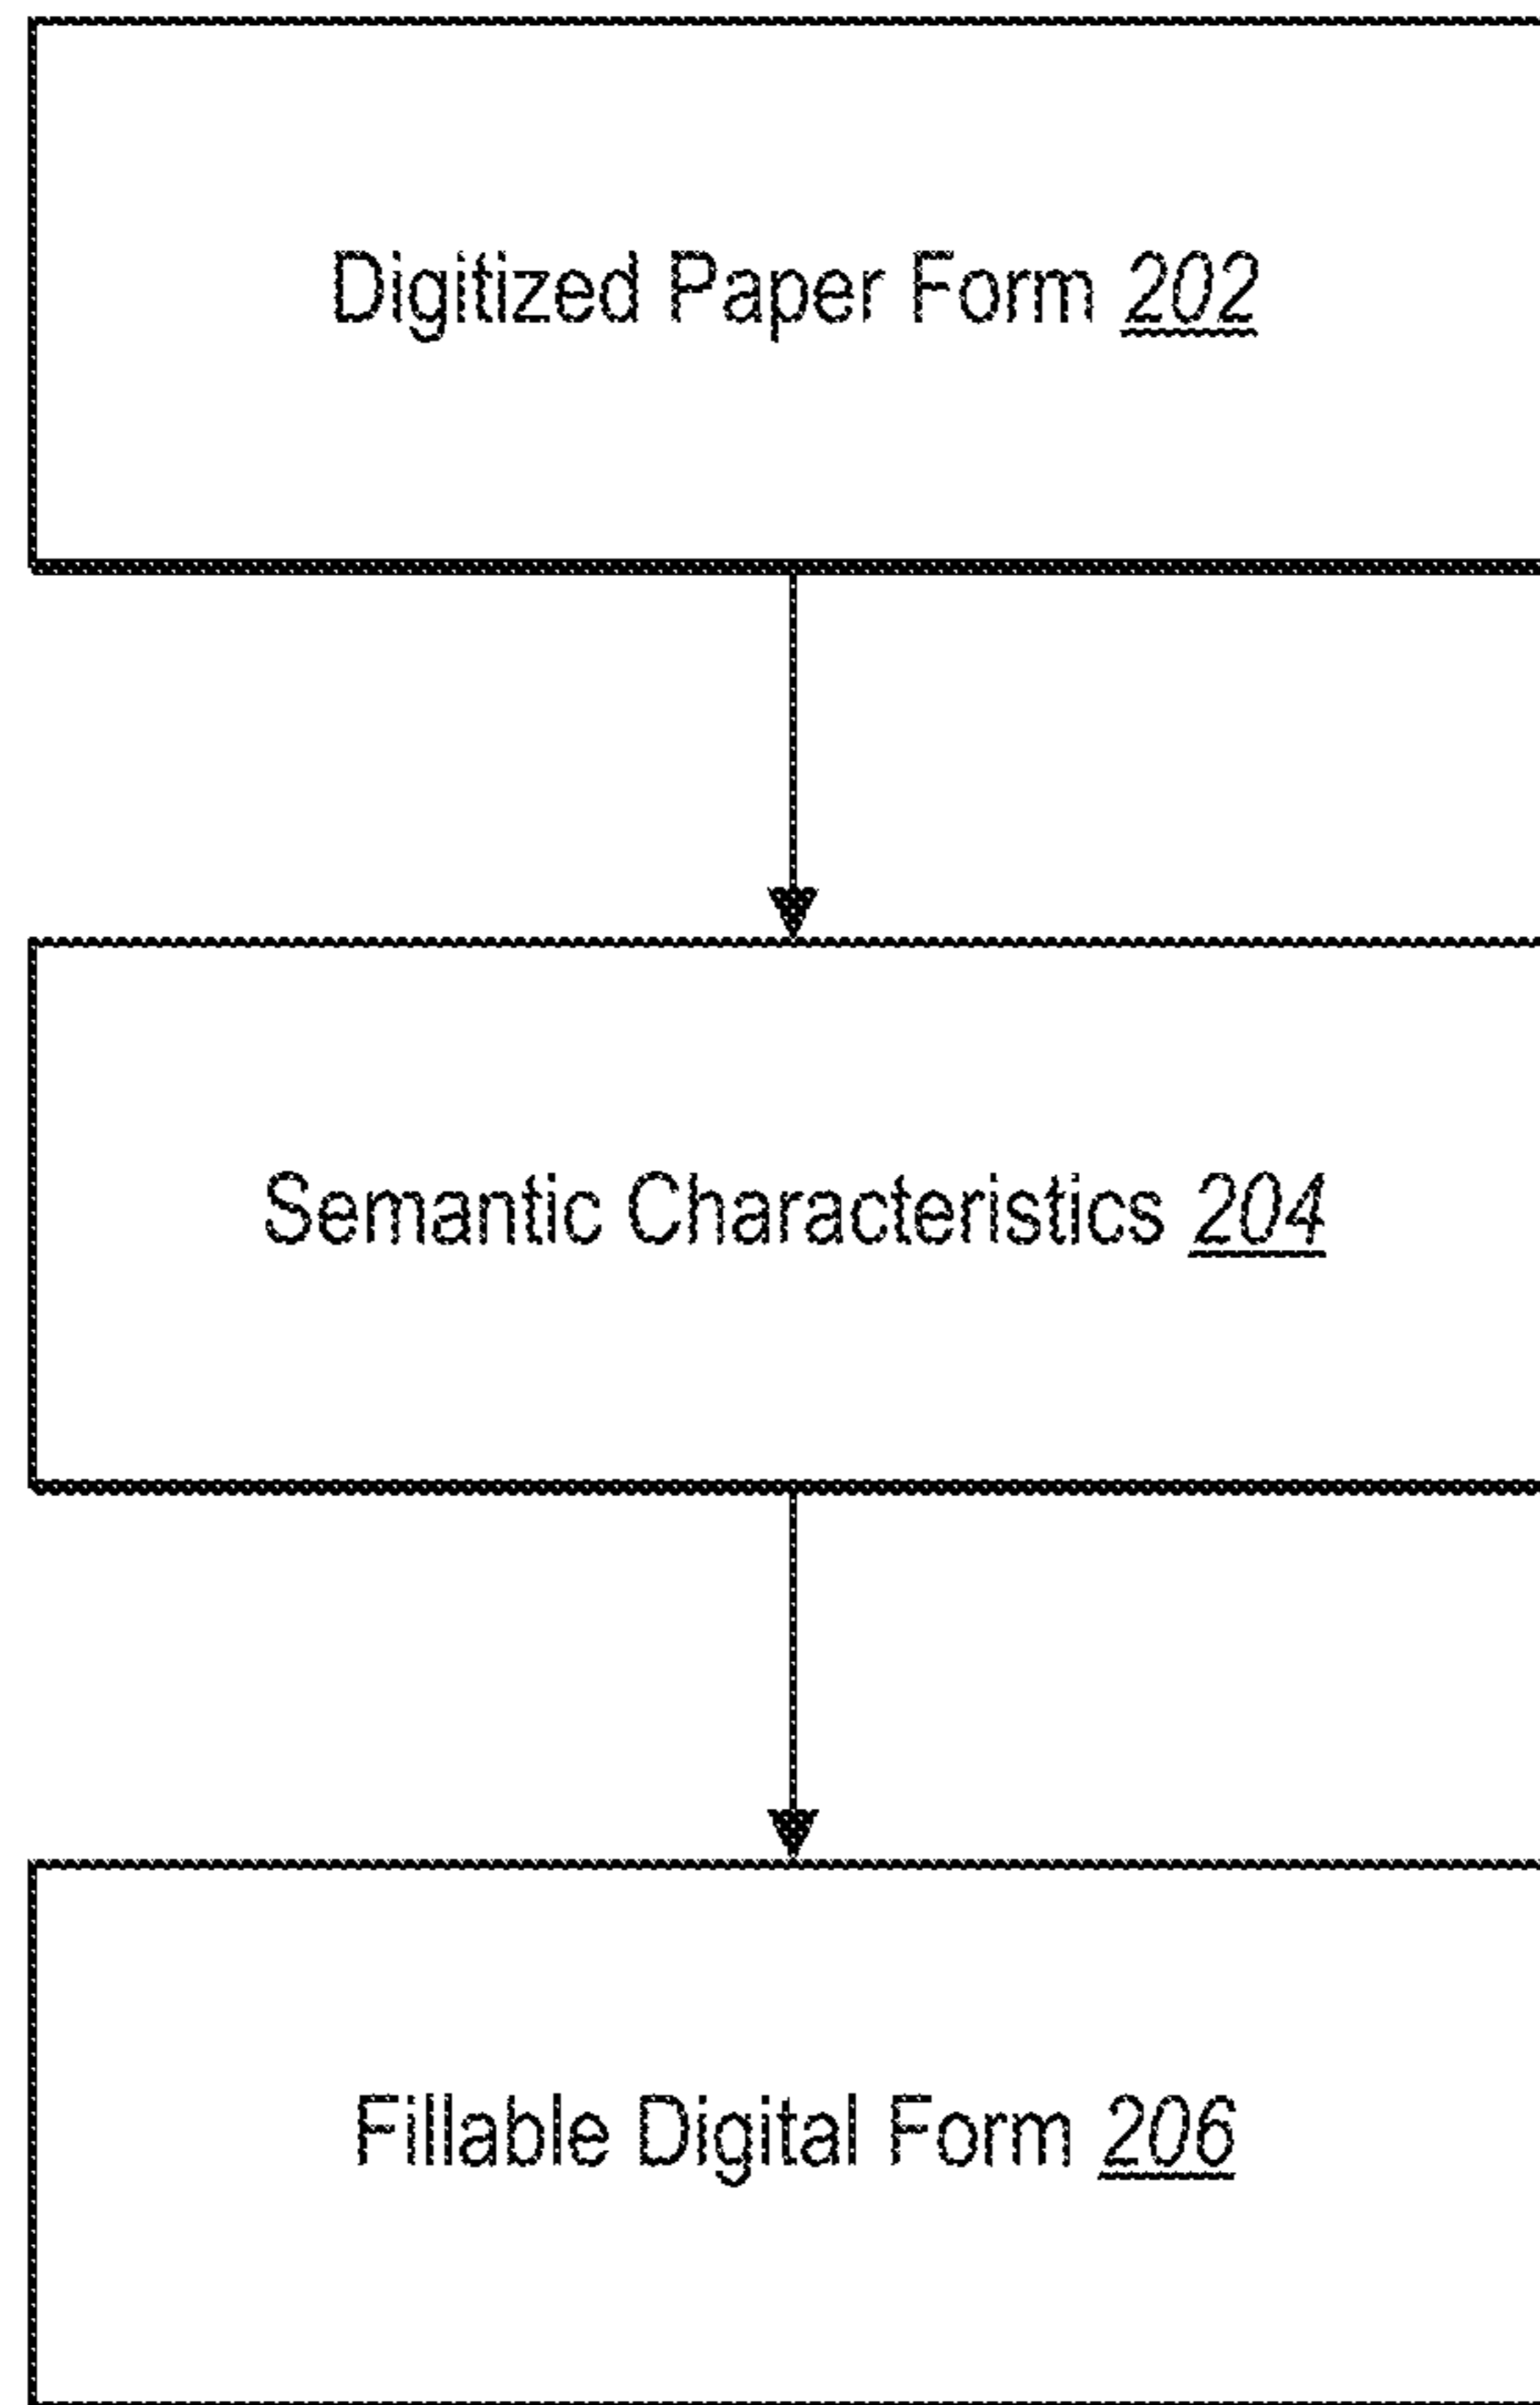 Digitized Paper Form 202
Semantic Characteristics 204
Fillable Digital Form 206